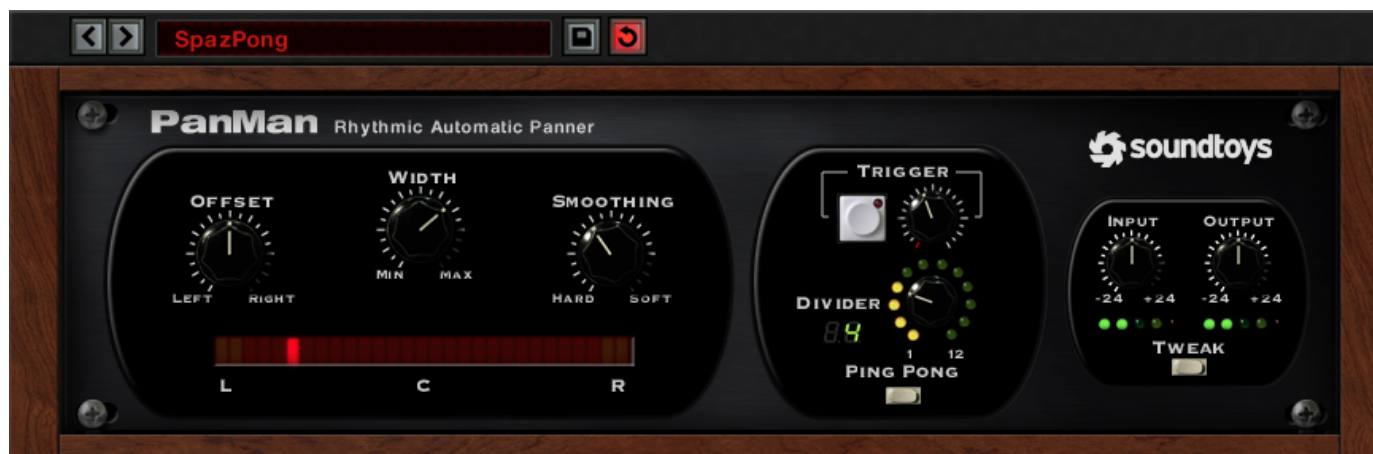 SpazPong
PanMan Rhythmic Automatic Panner
soundtoys
OFFSET
LEFT RIGHT
WIDTH
MIN MAX
SMOOTHING
HARD SOFT
L C R
TRIGGER
DIVIDER
4
1 12
PING PONG
INPUT OUTPUT
-24 +24 -24 +24
TWEAK